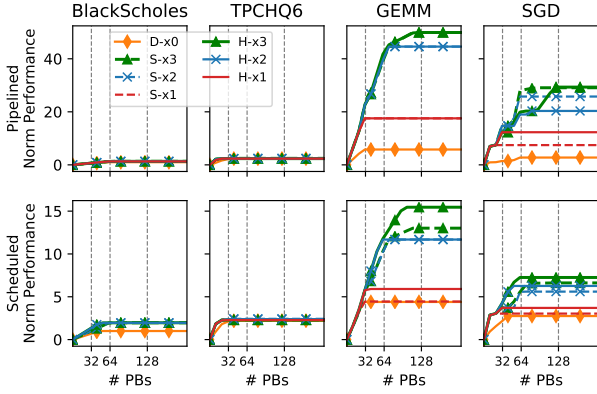 BlackScholes TPCHQ6 GEMM SGD
D-x0 H-x3
S-x3 H-x2
S-x2 H-x1
S-x1
Pipelined
Norm Performance
40
20
0
Scheduled
Norm Performance
15
10
5
0
32 64 128 32 64 128 32 64 128 32 64 128
# PBs # PBs # PBs # PBs